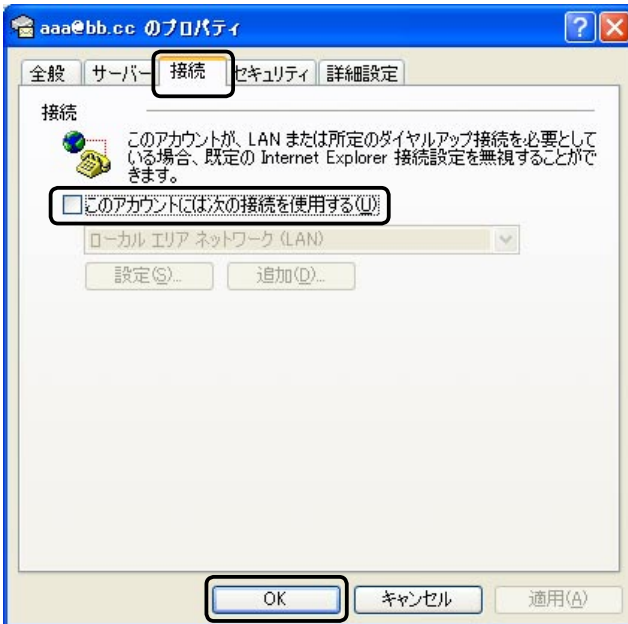 aaa@bb.cc のプロパティ
全般 サーバー 接続 セキュリティ 詳細設定
接続
このアカウントが、LAN または所定のダイヤルアップ接続を必要として
いる場合、既定の Internet Explorer 接続設定を無視することがで
きます。
このアカウントには次の接続を使用する(U)
ローカル エリア ネットワーク (LAN)
設定(S)... 追加(D)...
OK キャンセル 適用(A)